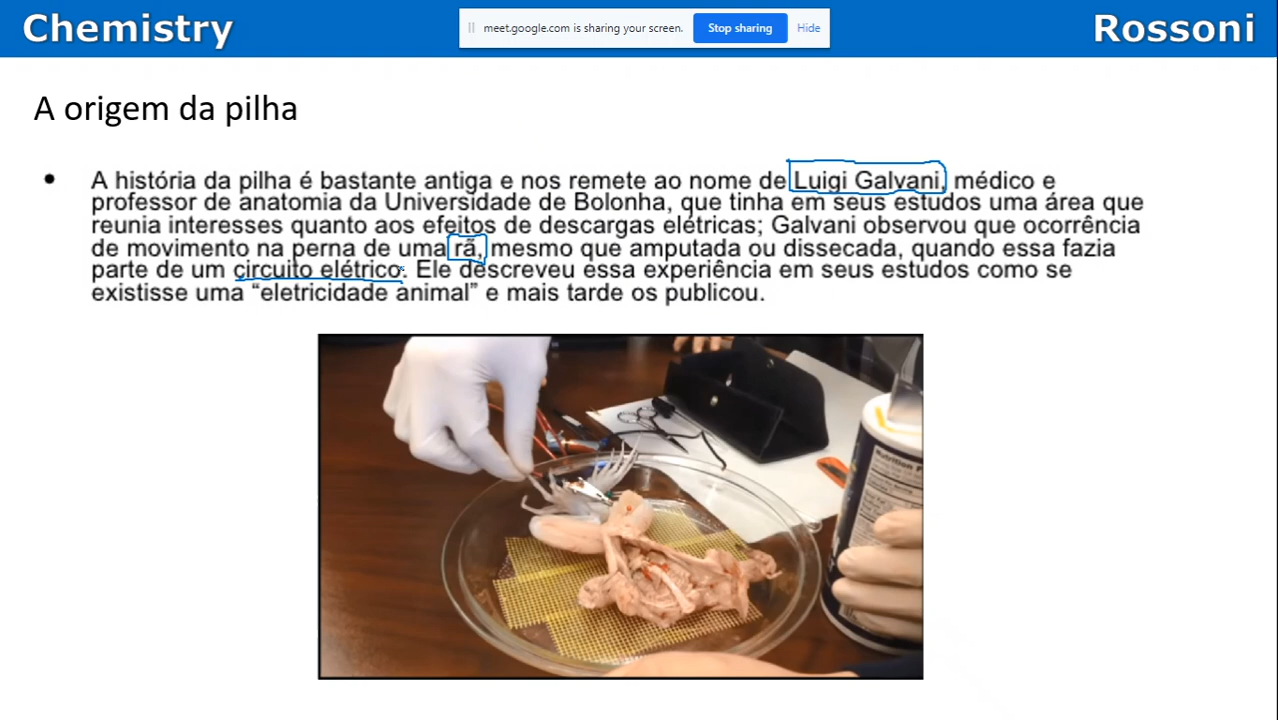 Chemistry
meet.google.com is sharing your screen. Stop sharing Hide
Rossoni
A origem da pilha
• A história da pilha é bastante antiga e nos remete ao nome de Luigi Galvani, médico e
professor de anatomia da Universidade de Bolonha, que tinha em seus estudos uma área que
reunia interesses quanto aos efeitos de descargas elétricas; Galvani observou que ocorrência
de movimento na perna de uma rã, mesmo que amputada ou dissecada, quando essa fazia
parte de um circuito elétrico. Ele descreveu essa experiência em seus estudos como se
existisse uma “eletricidade animal” e mais tarde os publicou.
Nutrition F